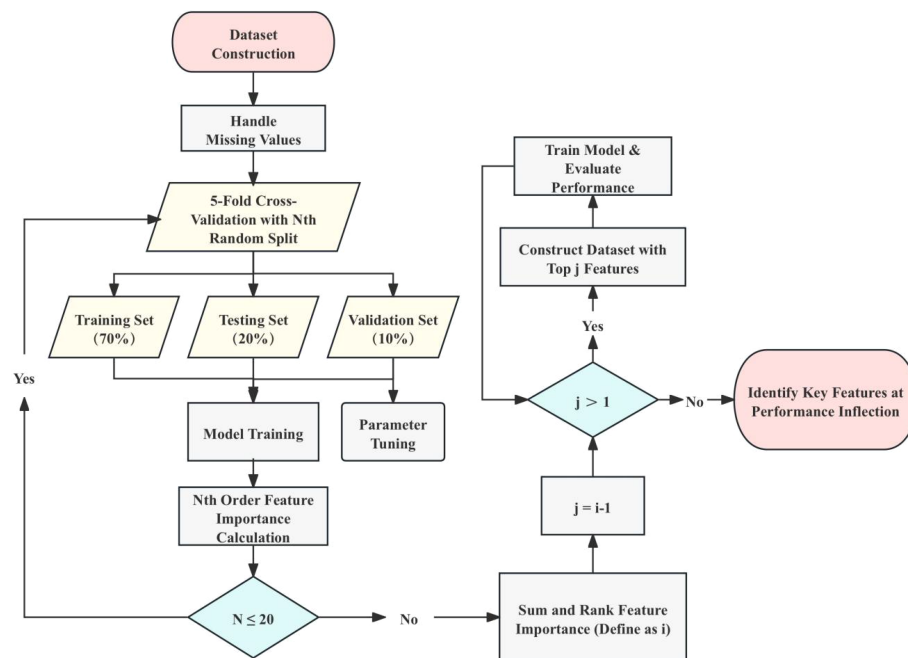 Dataset
Construction
Handle
Missing Values
5-Fold Cross-
Validation with Nth
Random Split
Training Set
（70%）
Testing Set
（20%）
Validation Set
（10%）
Yes
Model Training
Parameter
Tuning
Nth Order Feature
Importance
Calculation
N ≤ 20
No
Sum and Rank Feature
Importance (Define as i)
j = i-1
j > 1
Yes
Construct Dataset with
Top j Features
Train Model &
Evaluate
Performance
No
Identify Key Features at
Performance Inflection